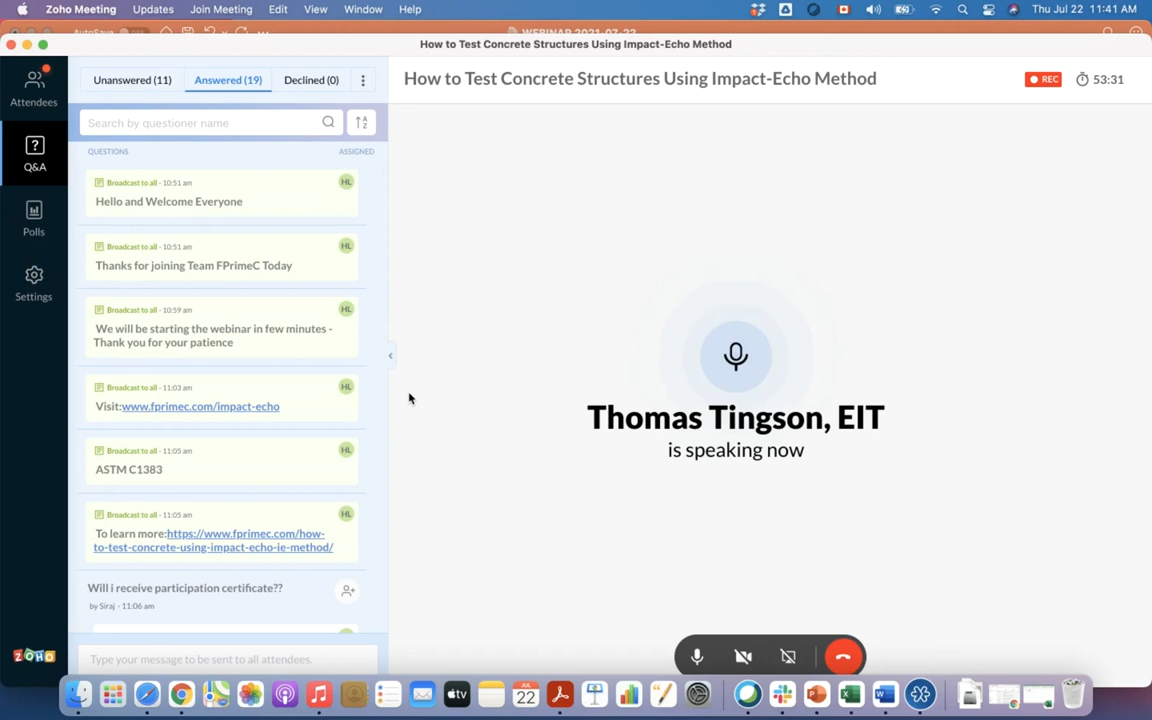 Zoho Meeting Updates Join Meeting Edit View Window Help Thu Jul 22 11:41 AM
AutoSave WEBINAR 2021-07-22
How to Test Concrete Structures Using Impact-Echo Method
Attendees
Q&A
Polls
Settings
ZOHO
Unanswered (11) Answered (19) Declined (0)
Search by questioner name
QUESTIONS ASSIGNED
Broadcast to all - 10:51 am HL
Hello and Welcome Everyone
Broadcast to all - 10:51 am HL
Thanks for joining Team FPrimeC Today
Broadcast to all - 10:59 am HL
We will be starting the webinar in few minutes -
Thank you for your patience
Broadcast to all - 11:03 am HL
Visit:www.fprimec.com/impact-echo
Broadcast to all - 11:05 am HL
ASTM C1383
Broadcast to all - 11:05 am HL
To learn more:https://www.fprimec.com/how-
to-test-concrete-using-impact-echo-ie-method/
Will i receive participation certificate??
by Siraj - 11:06 am
Type your message to be sent to all attendees.
How to Test Concrete Structures Using Impact-Echo Method REC 53:31
Thomas Tingson, EIT
is speaking now
tv
JUL
22